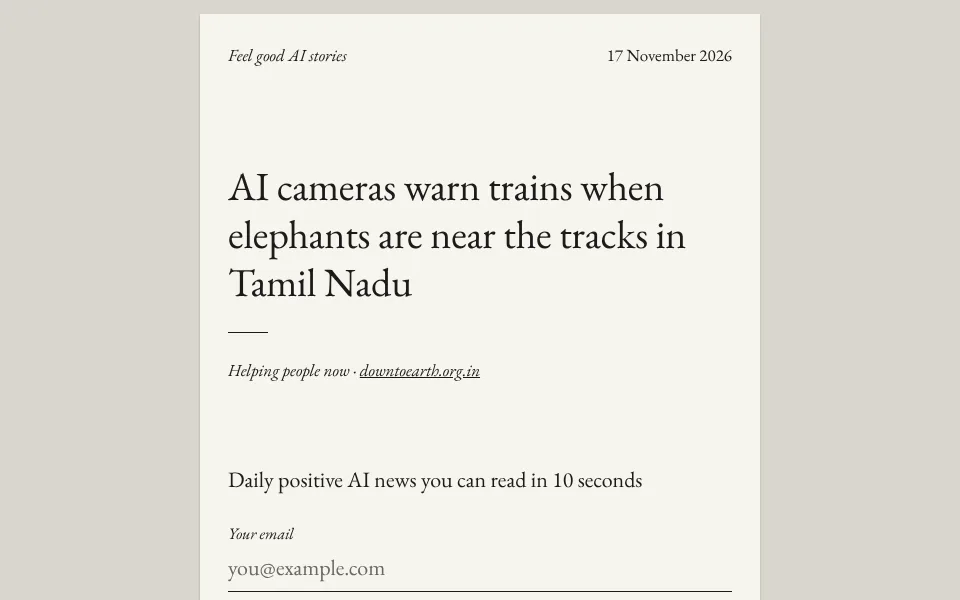 Feel good AI stories
17 November 2026
AI cameras warn trains when
elephants are near the tracks in
Tamil Nadu
Helping people now · downtoearth.org.in
Daily positive AI news you can read in 10 seconds
Your email
you@example.com